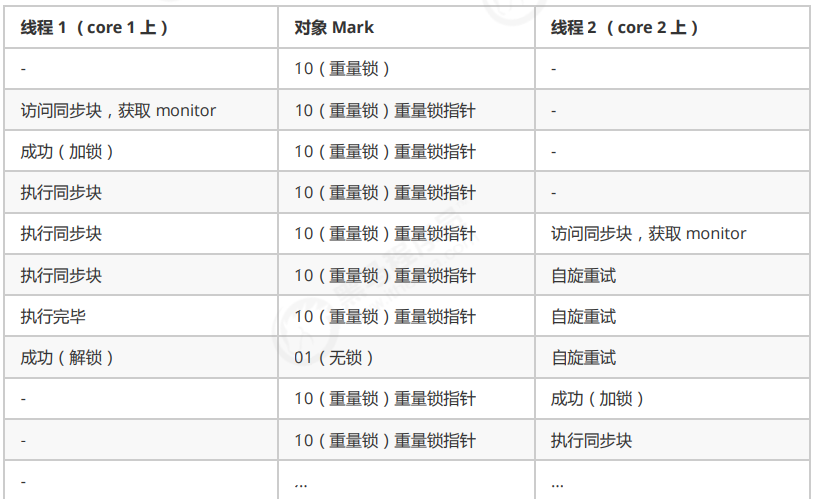 线程 1 （core 1 上） 对象 Mark 线程 2 （core 2 上）
- 10（重量锁） -
访问同步块，获取 monitor 10（重量锁）重量锁指针 -
成功（加锁） 10（重量锁）重量锁指针 -
执行同步块 10（重量锁）重量锁指针 -
执行同步块 10（重量锁）重量锁指针 访问同步块，获取 monitor
执行同步块 10（重量锁）重量锁指针 自旋重试
执行完毕 10（重量锁）重量锁指针 自旋重试
成功（解锁） 01（无锁） 自旋重试
- 10（重量锁）重量锁指针 成功（加锁）
- 10（重量锁）重量锁指针 执行同步块
- ... ...